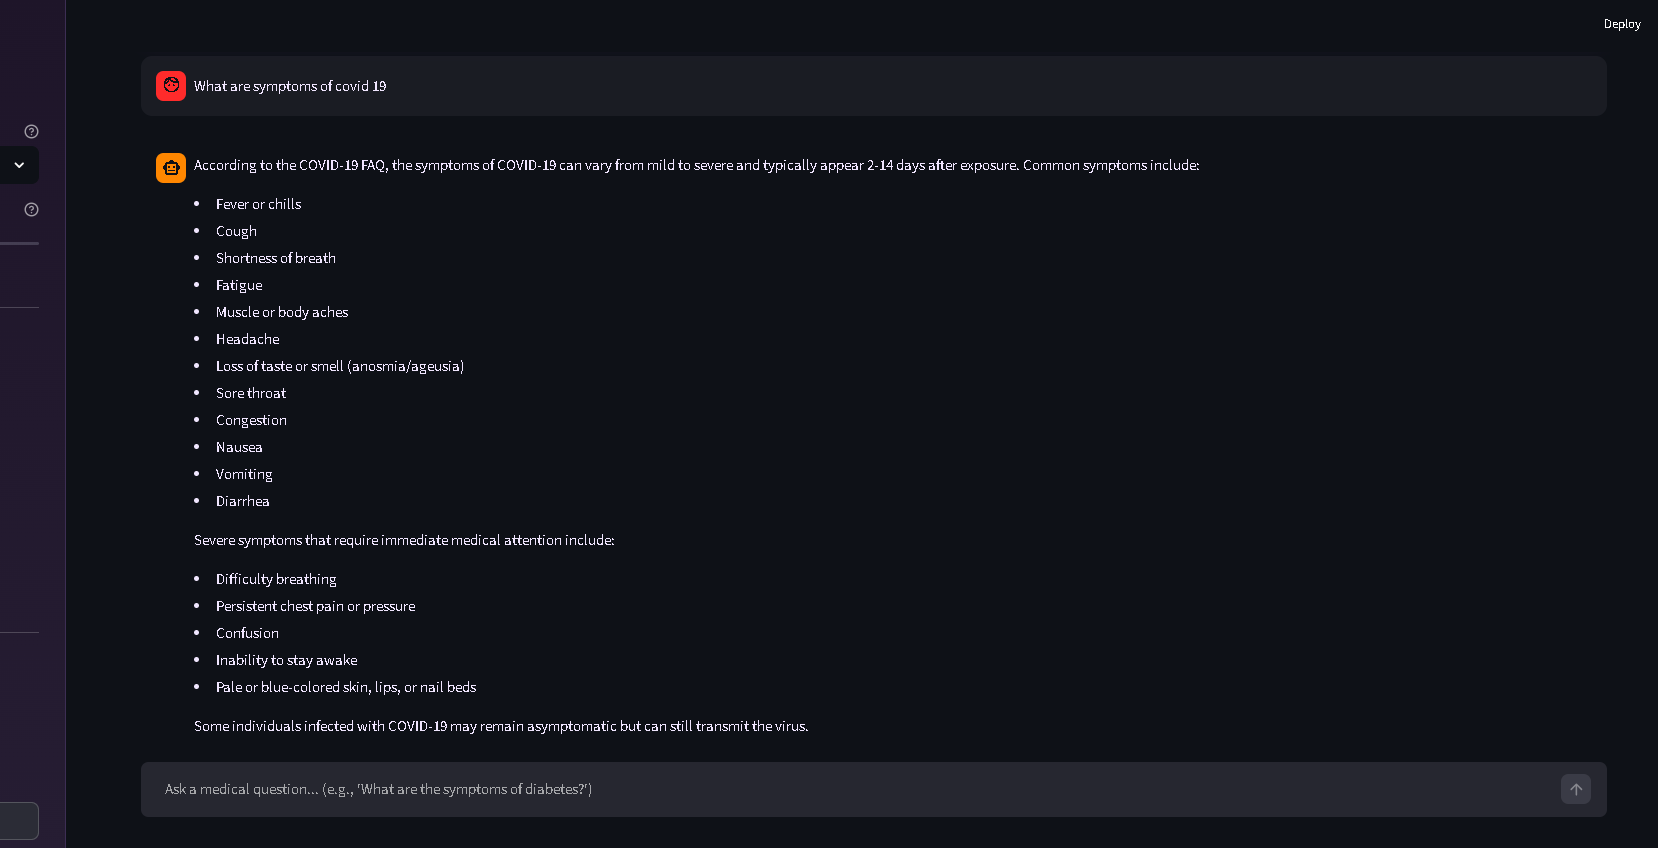 Deploy
What are symptoms of covid 19
According to the COVID-19 FAQ, the symptoms of COVID-19 can vary from mild to severe and typically appear 2-14 days after exposure. Common symptoms include:
• Fever or chills
• Cough
• Shortness of breath
• Fatigue
• Muscle or body aches
• Headache
• Loss of taste or smell (anosmia/ageusia)
• Sore throat
• Congestion
• Nausea
• Vomiting
• Diarrhea
Severe symptoms that require immediate medical attention include:
• Difficulty breathing
• Persistent chest pain or pressure
• Confusion
• Inability to stay awake
• Pale or blue-colored skin, lips, or nail beds
Some individuals infected with COVID-19 may remain asymptomatic but can still transmit the virus.
Ask a medical question... (e.g., 'What are the symptoms of diabetes?')